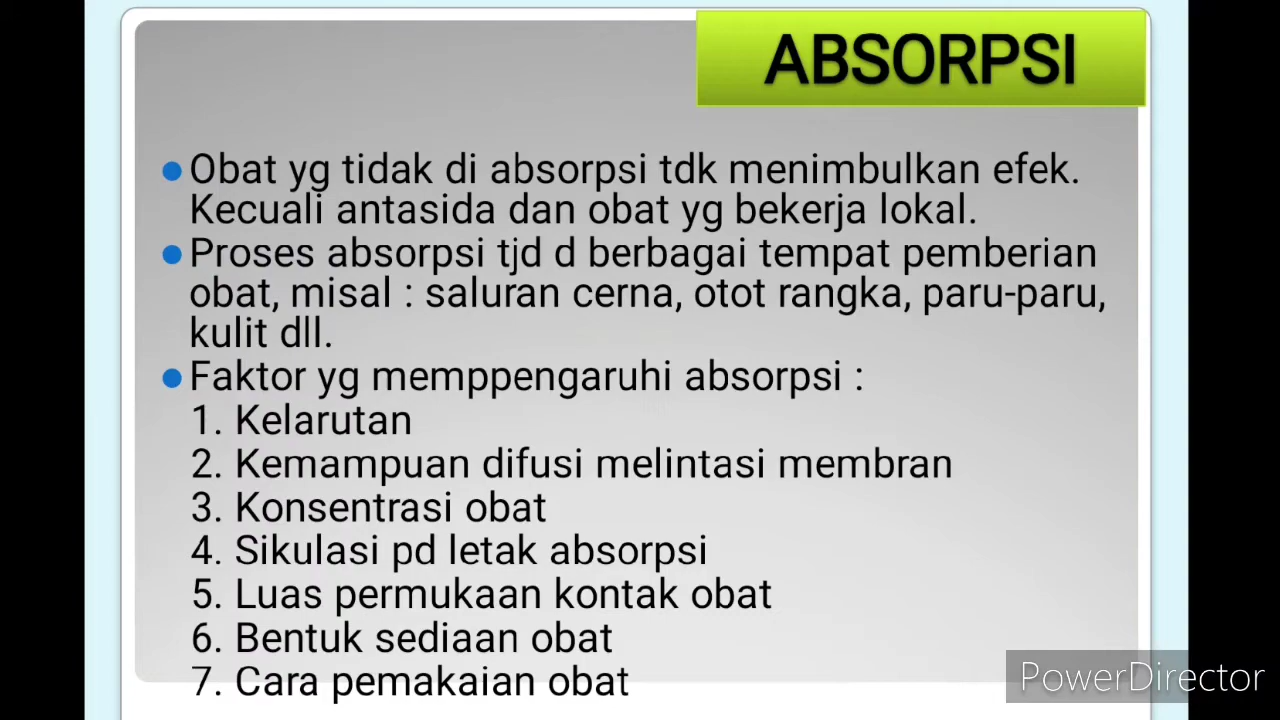 ABSORPSI
Obat yg tidak di absorpsi tdk menimbulkan efek.
Kecuali antasida dan obat yg bekerja lokal.
Proses absorpsi tjd d berbagai tempat pemberian
obat, misal : saluran cerna, otot rangka, paru-paru,
kulit dll.
Faktor yg memppengaruhi absorpsi :
1. Kelarutan
2. Kemampuan difusi melintasi membran
3. Konsentrasi obat
4. Sikulasi pd letak absorpsi
5. Luas permukaan kontak obat
6. Bentuk sediaan obat
7. Cara pemakaian obat
PowerDirector